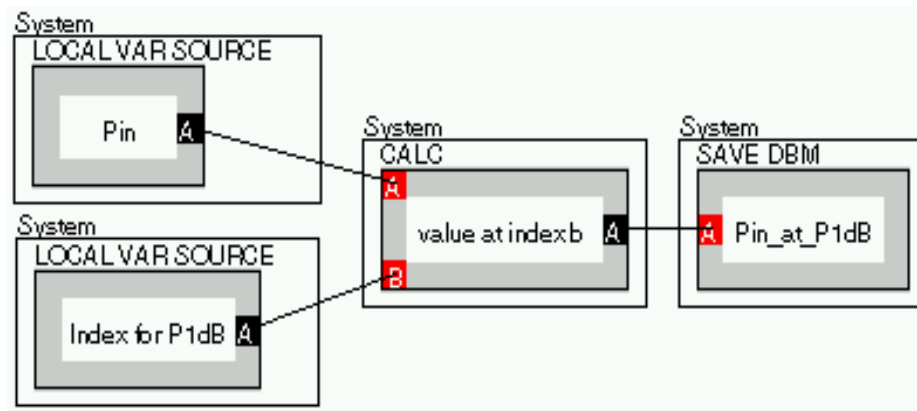 System
LOCAL VAR SOURCE
Pin
A
System
LOCAL VAR SOURCE
Index for P1dB
A
System
CALC
A
value at index b
A
B
System
SAVE DBM
A
Pin_at_P1dB